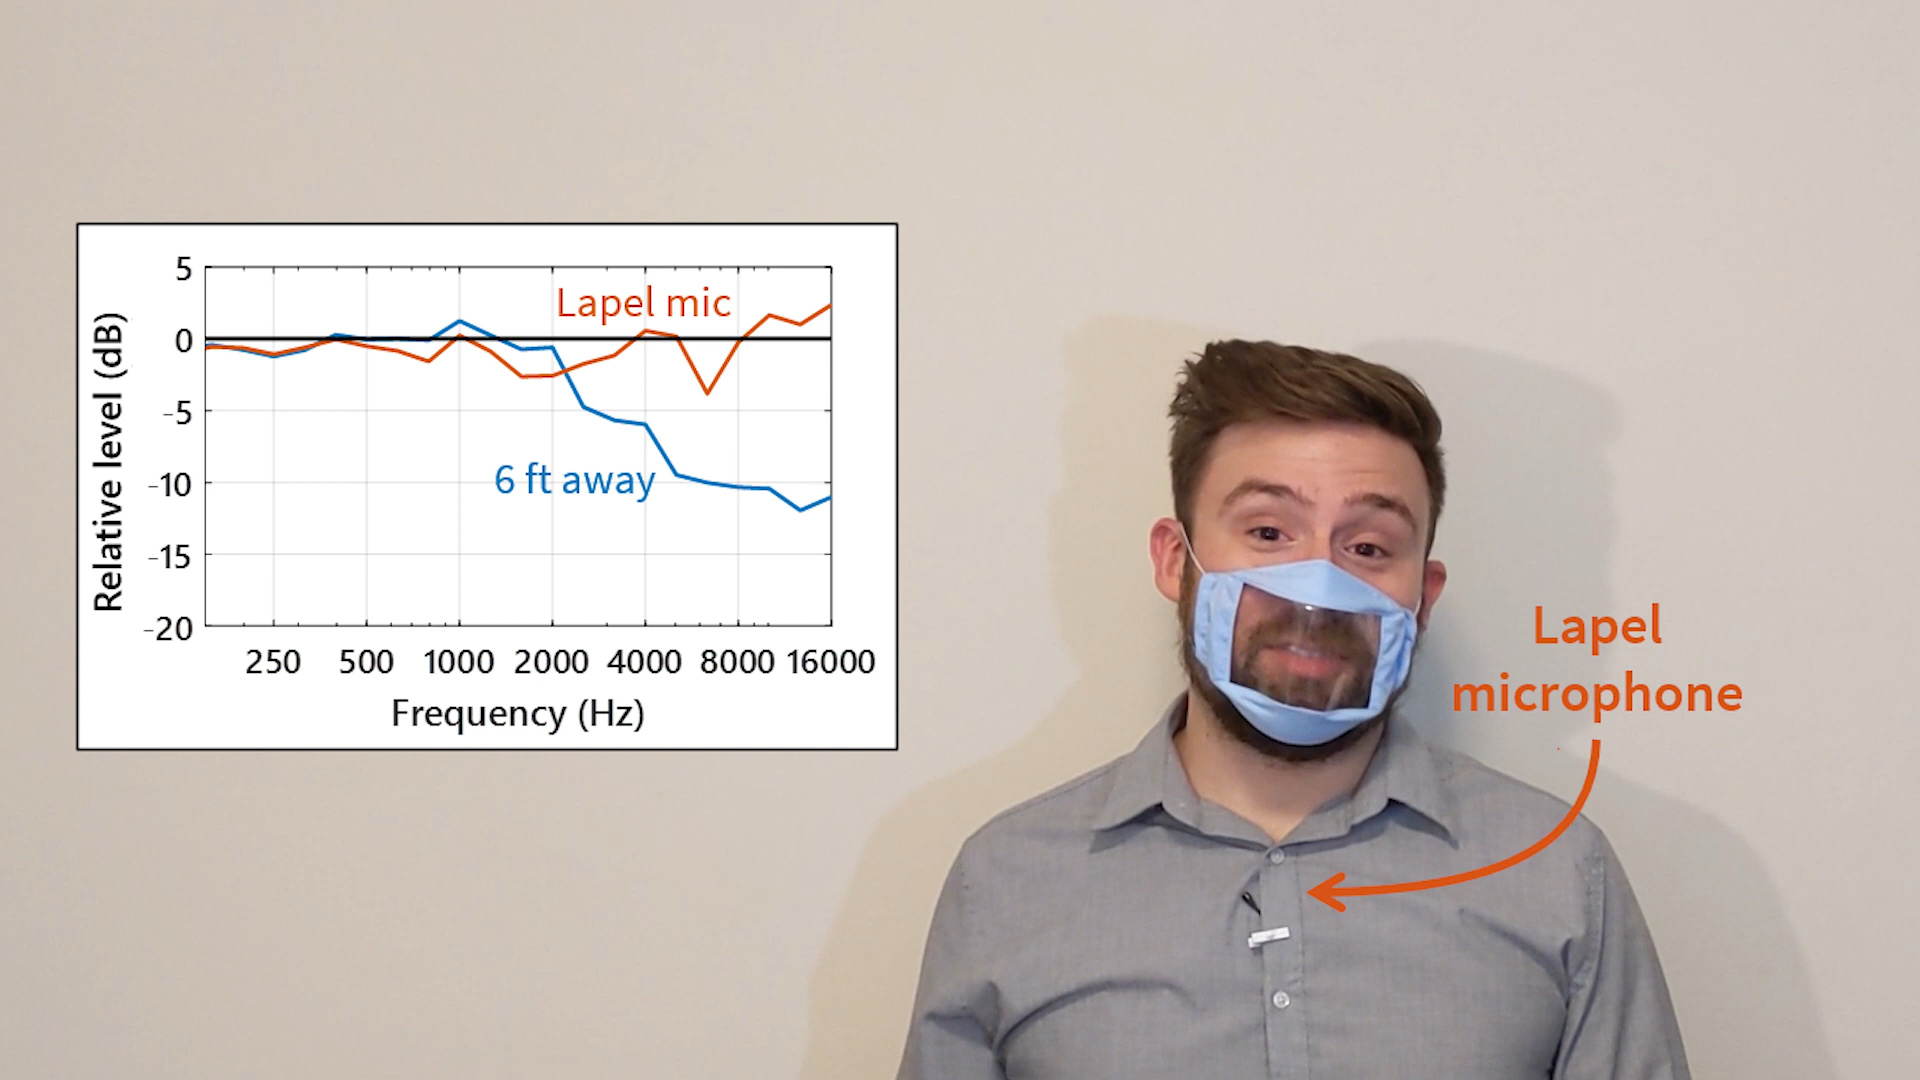 5
0
-5
-10
-15
-20
Relative level (dB)
Lapel mic
6 ft away
250 500 1000 2000 4000 8000 16000
Frequency (Hz)
Lapel
microphone